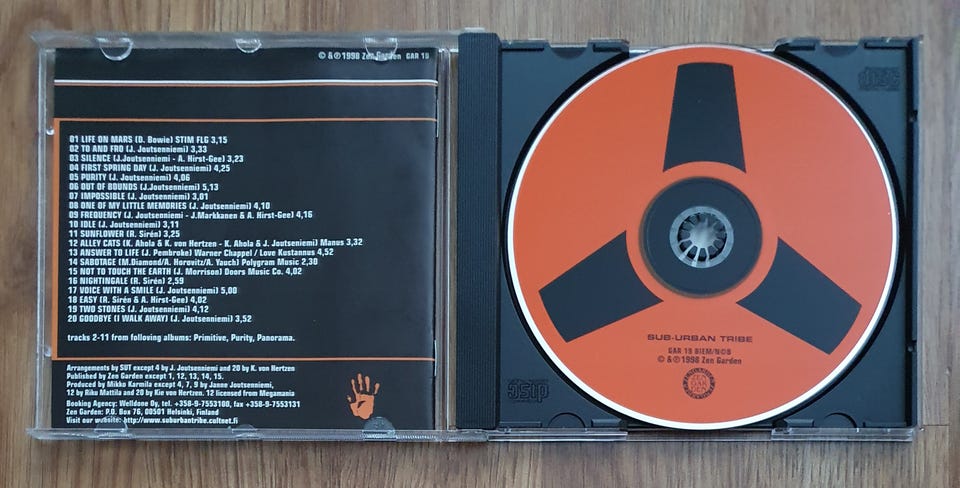 © & ℗ 1998 Zen Garden GAR 19
01 LIFE ON MARS (D. Bowie) STIM FLG 3,15
02 TO AND FRO (J. Joutsenniemi) 3,33
03 SILENCE (J.Joutsenniemi - A. Hirst-Gee) 3,23
04 FIRST SPRING DAY (J. Joutsenniemi) 4,25
05 PURITY (J. Joutsenniemi) 4,06
06 OUT OF BOUNDS (J.Joutsenniemi) 5,13
07 IMPOSSIBLE (J. Joutsenniemi) 3,01
08 ONE OF MY LITTLE MEMORIES (J. Joutsenniemi) 4,10
09 FREQUENCY (J. Joutsenniemi - J.Markkanen & A. Hirst-Gee) 4,16
10 IDLE (J. Joutsenniemi) 3,11
11 SUNFLOWER (R. Sirén) 3,25
12 ALLEY CATS (K. Ahola & K. von Hertzen - K. Ahola & J. Joutseniemi) Manus 3,32
13 ANSWER TO LIFE (J. Pembroke) Warner Chappel / Love Kustannus 4,52
14 SABOTAGE (M.Diamond/A. Horovitz/A. Yauch) Polygram Music 2,30
15 NOT TO TOUCH THE EARTH (J. Morrison) Doors Music Co. 4,02
16 NIGHTINGALE (R. Sirén) 2,59
17 VOICE WITH A SMILE (J. Joutsenniemi) 5,00
18 EASY (R. Sirén & A. Hirst-Gee) 4,02
19 TWO STONES (J. Joutsenniemi) 4,12
20 GOODBYE (I WALK AWAY) (J. Joutsenniemi) 3,52
tracks 2-11 from following albums: Primitive, Purity, Panorama.
Arrangements by SUT except 4 by J. Joutsenniemi and 20 by K. von Hertzen
Published by Zen Garden except 1, 12, 13, 14, 15.
Produced by Mikko Karmila except 4, 7, 9 by Janne Joutsenniemi,
12 by Riku Mattila and 20 by Kie von Hertzen. 12 licensed from Megamania
Booking Agency: Welldone Oy, tel. +358-9-7553100, fax +358-9-7553131
Zen Garden: P.O. Box 76, 00501 Helsinki, Finland
Visit our website: http://www.suburbantribe.cultnet.fi
SUB-URBAN TRIBE
GAR 19 BIEM/N©B
© & ℗ 1998 Zen Garden
ZEN
GAR
DEN